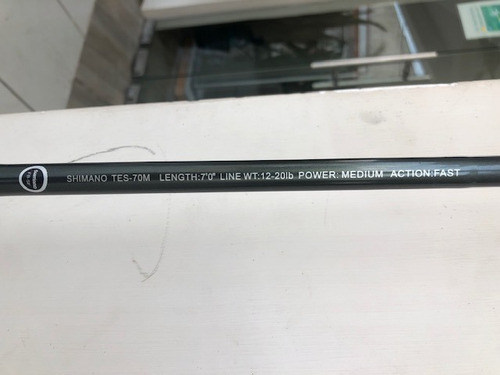 SHIMANO TES-70M LENGTH:7'0" LINE WT:12-20lb POWER: MEDIUM ACTION:FAST